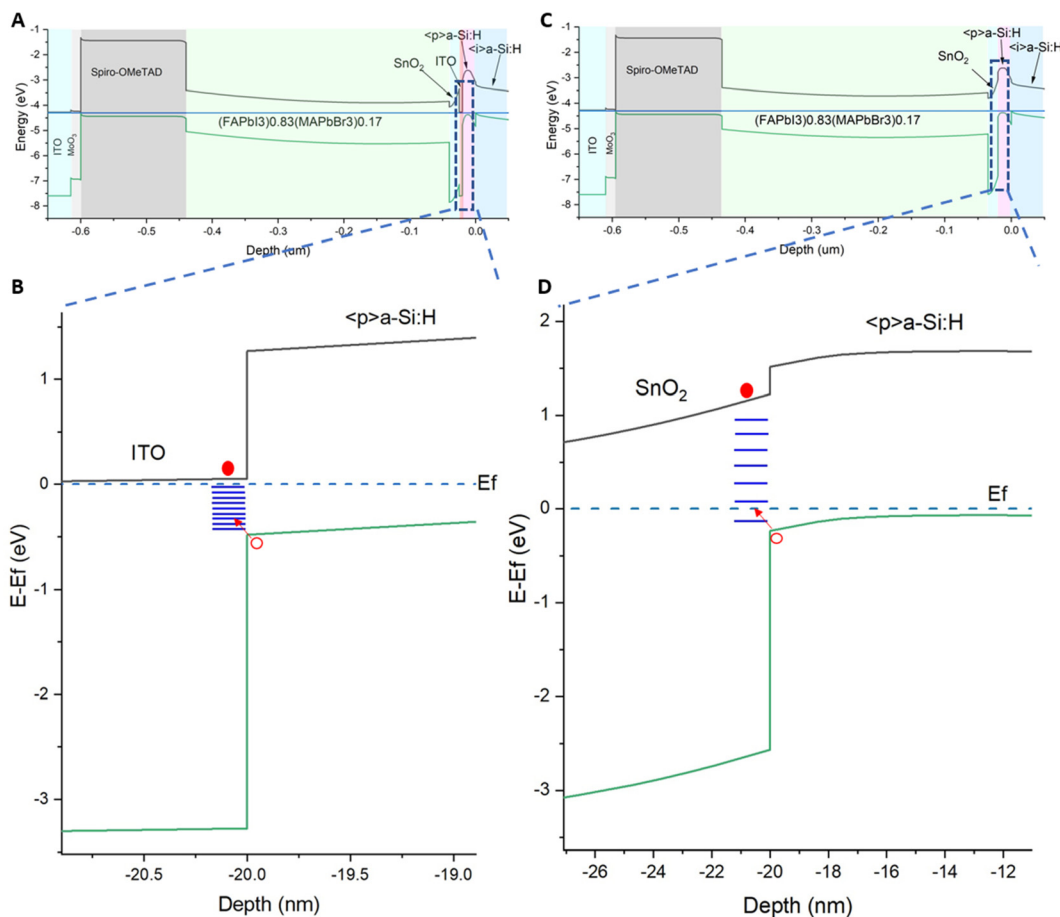 A
-1
-2
-3
-4
-5
-6
-7
-8
Energy (eV)
ITO
MoO3
Spiro-OMeTAD
(FAPbI3)0.83(MAPbBr3)0.17
SnO2
ITO
<p>a-Si:H
<i>a-Si:H
-0.6 -0.5 -0.4 -0.3 -0.2 -0.1 0.0
Depth (um)
C
-1
-2
-3
-4
-5
-6
-7
-8
Energy (eV)
ITO
MoO3
Spiro-OMeTAD
(FAPbI3)0.83(MAPbBr3)0.17
SnO2
<p>a-Si:H
<i>a-Si:H
-0.6 -0.5 -0.4 -0.3 -0.2 -0.1 0.0
Depth (um)
B
<p>a-Si:H
ITO
Ef
1
0
-1
-2
-3
E-Ef (eV)
-20.5 -20.0 -19.5 -19.0
Depth (nm)
D
<p>a-Si:H
SnO2
Ef
2
1
0
-1
-2
-3
E-Ef (eV)
-26 -24 -22 -20 -18 -16 -14 -12
Depth (nm)